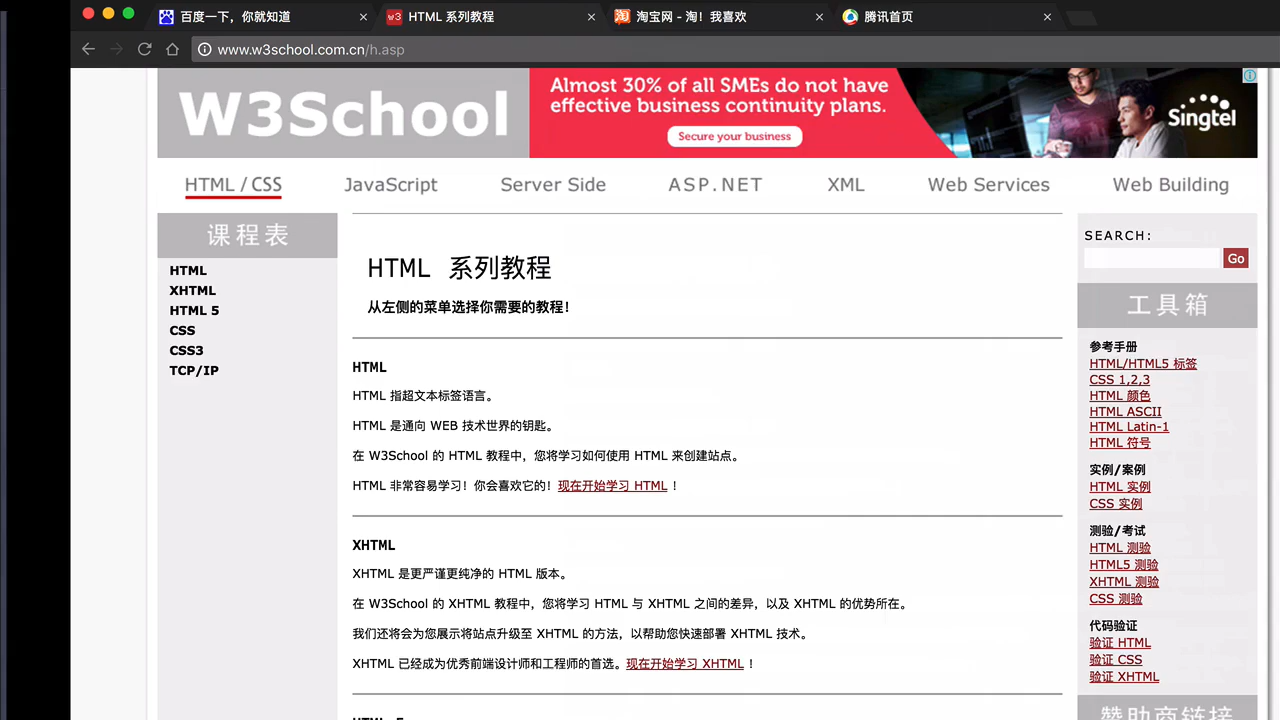 百度一下，你就知道
HTML 系列教程
淘宝网 - 淘！我喜欢
腾讯首页
www.w3school.com.cn/h.asp
W3School
Almost 30% of all SMEs do not have
effective business continuity plans.
Secure your business
Singtel
HTML / CSS
JavaScript
Server Side
ASP.NET
XML
Web Services
Web Building
课程表
HTML
XHTML
HTML 5
CSS
CSS3
TCP/IP
HTML 系列教程
从左侧的菜单选择你需要的教程！
HTML
HTML 指超文本标签语言。
HTML 是通向 WEB 技术世界的钥匙。
在 W3School 的 HTML 教程中，您将学习如何使用 HTML 来创建站点。
HTML 非常容易学习！你会喜欢它的！现在开始学习 HTML ！
XHTML
XHTML 是更严谨更纯净的 HTML 版本。
在 W3School 的 XHTML 教程中，您将学习 HTML 与 XHTML 之间的差异，以及 XHTML 的优势所在。
我们还将会为您展示将站点升级至 XHTML 的方法，以帮助您快速部署 XHTML 技术。
XHTML 已经成为优秀前端设计师和工程师的首选。现在开始学习 XHTML ！
SEARCH:
Go
工具箱
参考手册
HTML/HTML5 标签
CSS 1,2,3
HTML 颜色
HTML ASCII
HTML Latin-1
HTML 符号
实例/案例
HTML 实例
CSS 实例
测验/考试
HTML 测验
HTML5 测验
XHTML 测验
CSS 测验
代码验证
验证 HTML
验证 CSS
验证 XHTML
赞助商链接